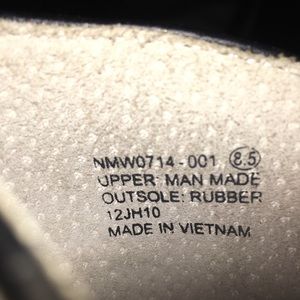 NMW0714-001 8.5
UPPER: MAN MADE
OUTSOLE: RUBBER
12JH10
MADE IN VIETNAM